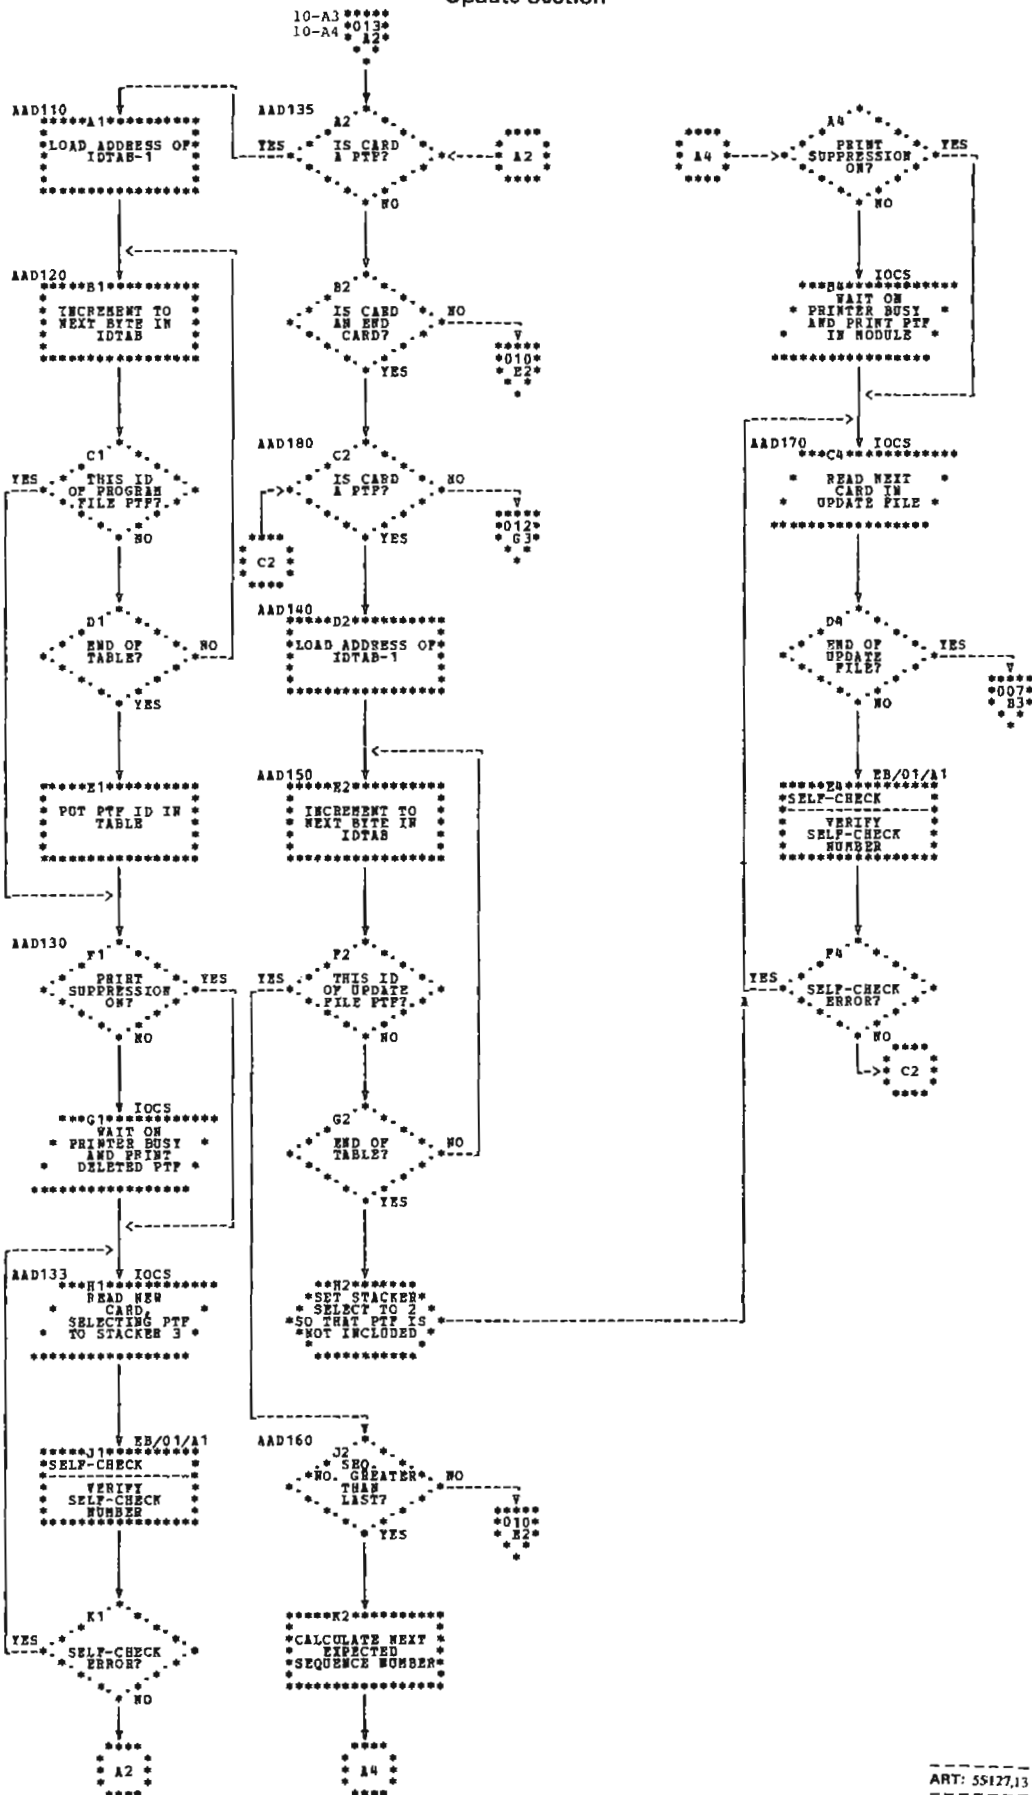 Update Section
10-A3
10-A4
013
A2
AAD110
A1
LOAD ADDRESS OF
IDTAB-1
AAD120
B1
INCREMENT TO
NEXT BYTE IN
IDTAB
C1
THIS ID
OF PROGRAM
FILE PTF?
YES
NO
D1
END OF
TABLE?
NO
YES
E1
PUT PTF ID IN
TABLE
AAD130
F1
PRINT
SUPPRESSION
ON?
YES
NO
IOCS
G1
WAIT ON
PRINTER BUSY
AND PRINT
DELETED PTF
AAD133
IOCS
H1
READ NEW
CARD,
SELECTING PTF
TO STACKER 3
EB/01/A1
J1
SELF-CHECK
VERIFY
SELF-CHECK
NUMBER
K1
SELF-CHECK
ERROR?
YES
NO
A2
AAD135
A2
IS CARD
A PTF?
YES
NO
A2
B2
IS CARD
AN END
CARD?
NO
YES
010
E2
AAD180
C2
IS CARD
A PTF?
NO
YES
012
G3
C2
AAD140
D2
LOAD ADDRESS OF
IDTAB-1
AAD150
E2
INCREMENT TO
NEXT BYTE IN
IDTAB
F2
THIS ID
OF UPDATE
FILE PTF?
YES
NO
G2
END OF
TABLE?
NO
YES
H2
SET STACKER
SELECT TO 2
SO THAT PTF IS
NOT INCLUDED
AAD160
J2
SEQ.
NO. GREATER
THAN
LAST?
NO
YES
010
E2
K2
CALCULATE NEXT
EXPECTED
SEQUENCE NUMBER
A4
A4
A4
PRINT
SUPPRESSION
ON?
YES
NO
IOCS
B4
WAIT ON
PRINTER BUSY
AND PRINT PTF
IN MODULE
AAD170
IOCS
C4
READ NEXT
CARD IN
UPDATE FILE
D4
END OF
UPDATE
FILE?
YES
NO
007
B3
EB/01/A1
E4
SELF-CHECK
VERIFY
SELF-CHECK
NUMBER
F4
SELF-CHECK
ERROR?
YES
NO
C2
ART: 55127,13